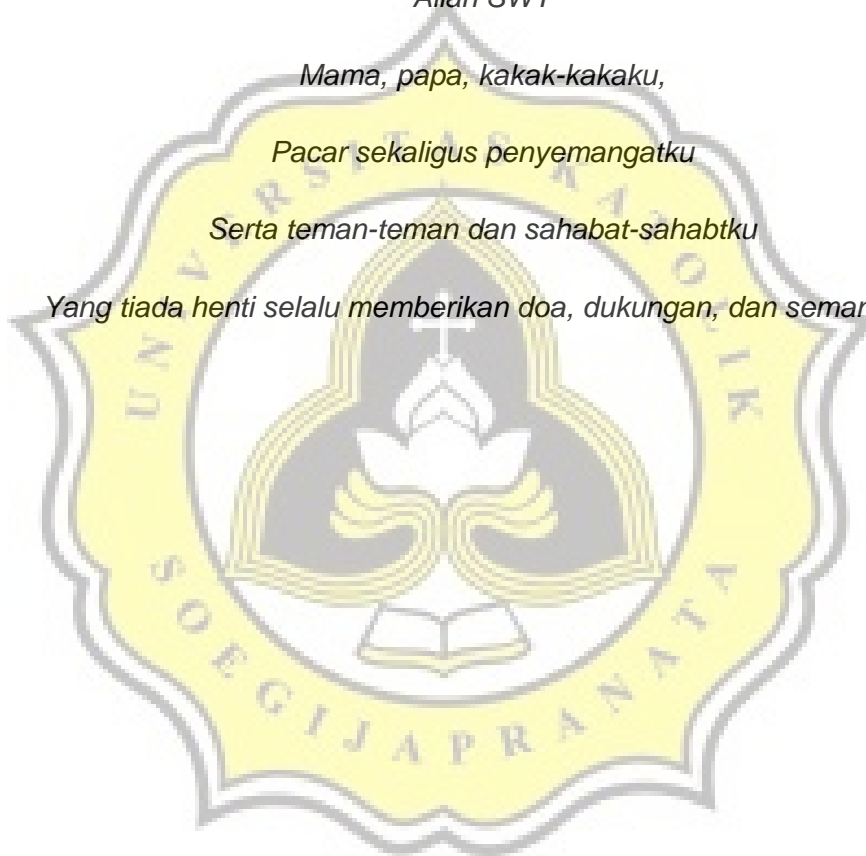 Allah SWT
Mama, papa, kakak-kakaku,
Pacar sekaligus penyemangatku
Serta teman-teman dan sahabat-sahabtku
Yang tiada henti selalu memberikan doa, dukungan, dan
UNIVERSITAS KATOLIK
SOEGIJAPRANATA